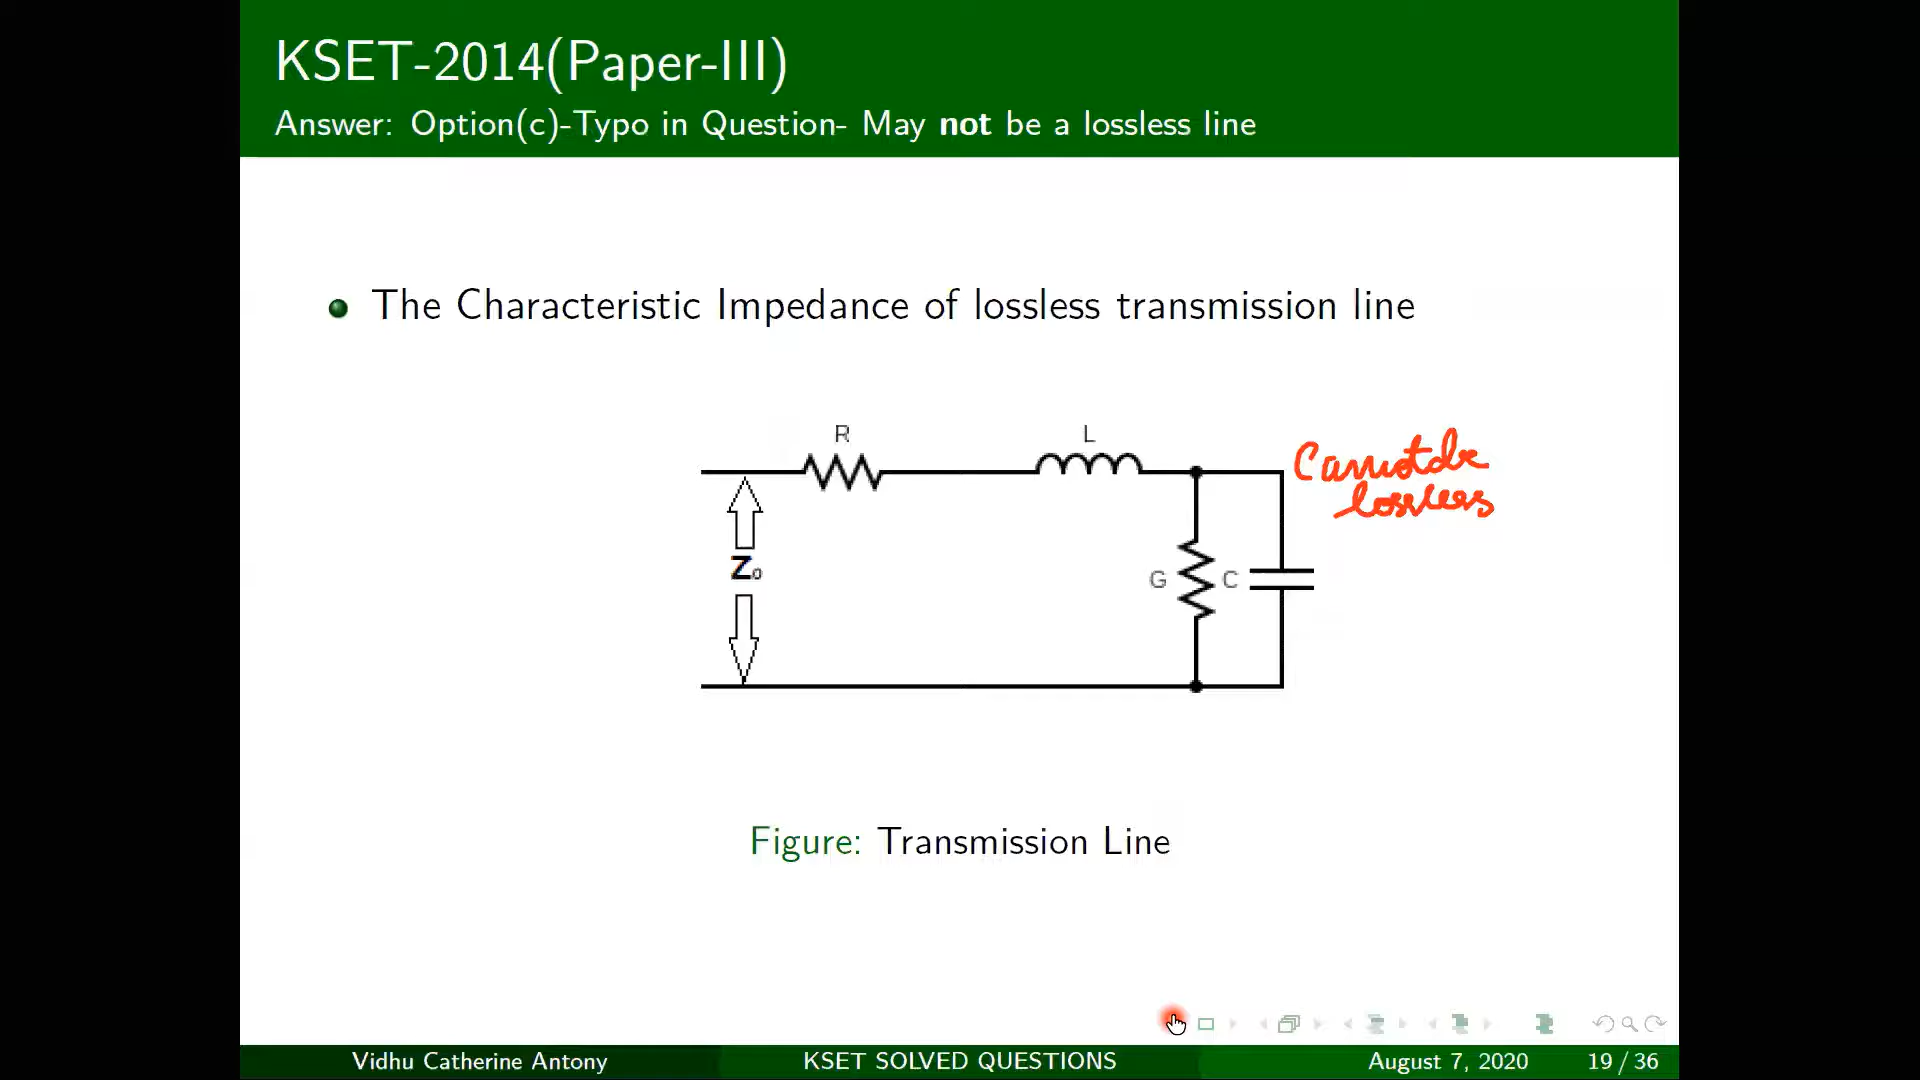 KSET-2014(Paper-III)
Answer: Option(c)-Typo in Question- May not be a lossless line
The Characteristic Impedance of lossless transmission line
R
L
Cannot be
lossless
Z₀
G
C
Figure: Transmission Line
Vidhu Catherine Antony
KSET SOLVED QUESTIONS
August 7, 2020
19 / 36